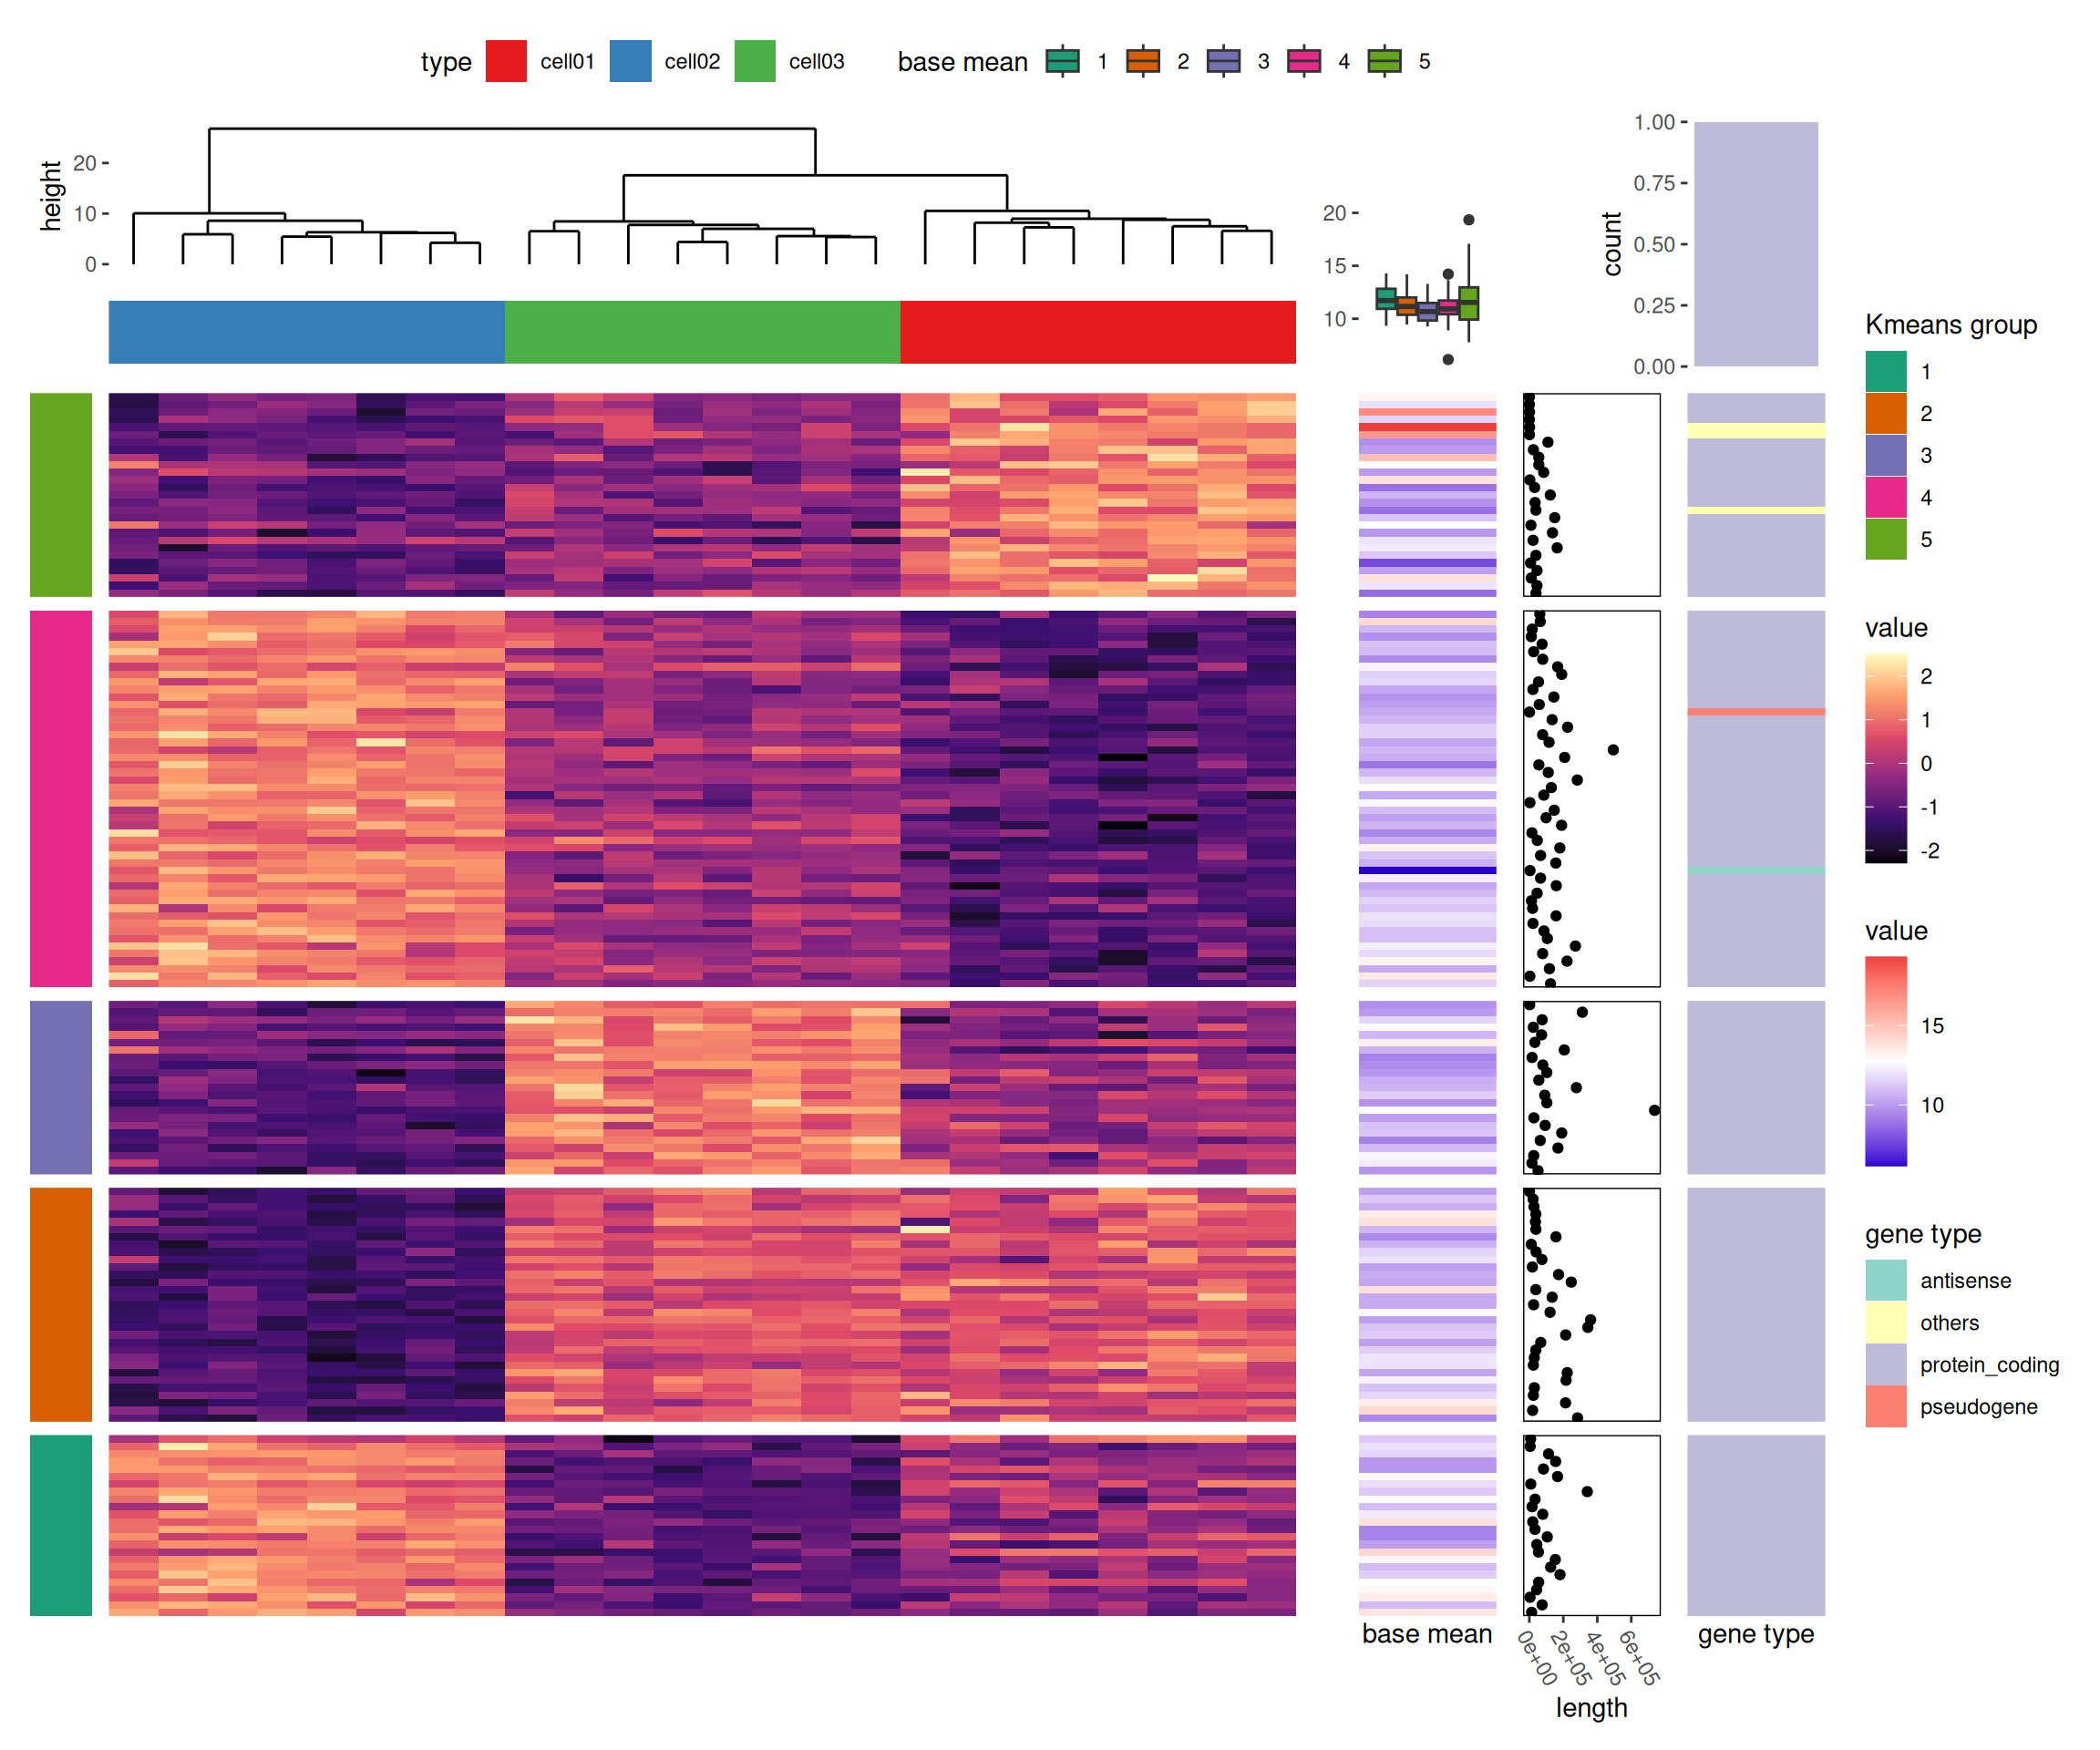 type cell01 cell02 cell03 base mean 1 2 3 4 5
height
20
10
0
20
15
10
count
1.00
0.75
0.50
0.25
0.00
Kmeans group
1
2
3
4
5
value
2
1
0
-1
-2
value
15
10
gene type
antisense
others
protein_coding
pseudogene
base mean
0e+00
2e+05
4e+05
6e+05
length
gene type